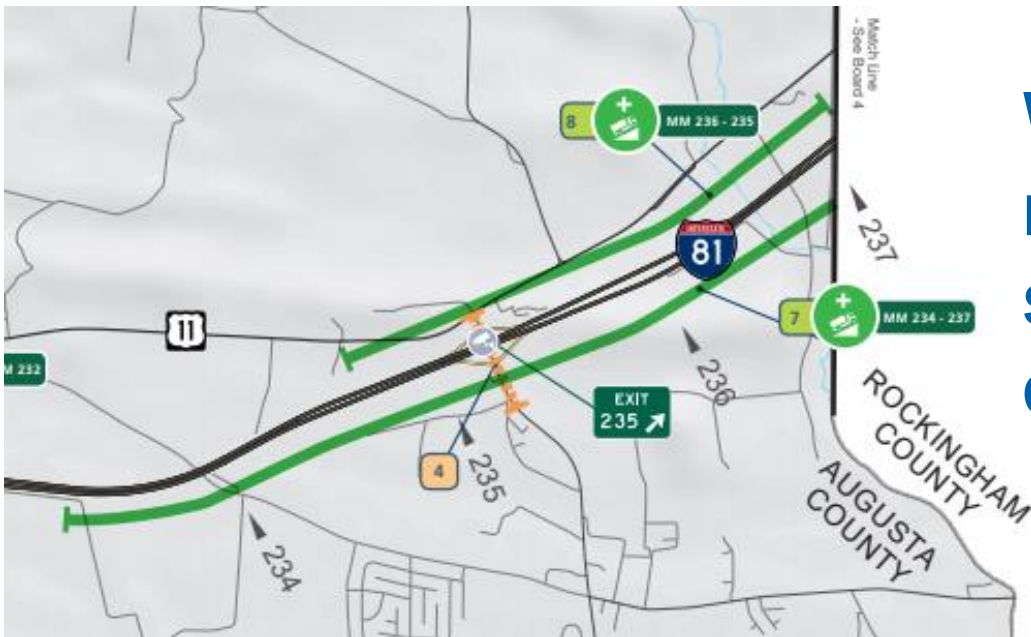 Match Line
- See Board 4
8
MM 236 - 235
237
INTERSTATE
81
11
7
MM 234 - 237
M 232
236
EXIT
235
4
235
ROCKINGHAM
COUNTY
AUGUSTA
COUNTY
234